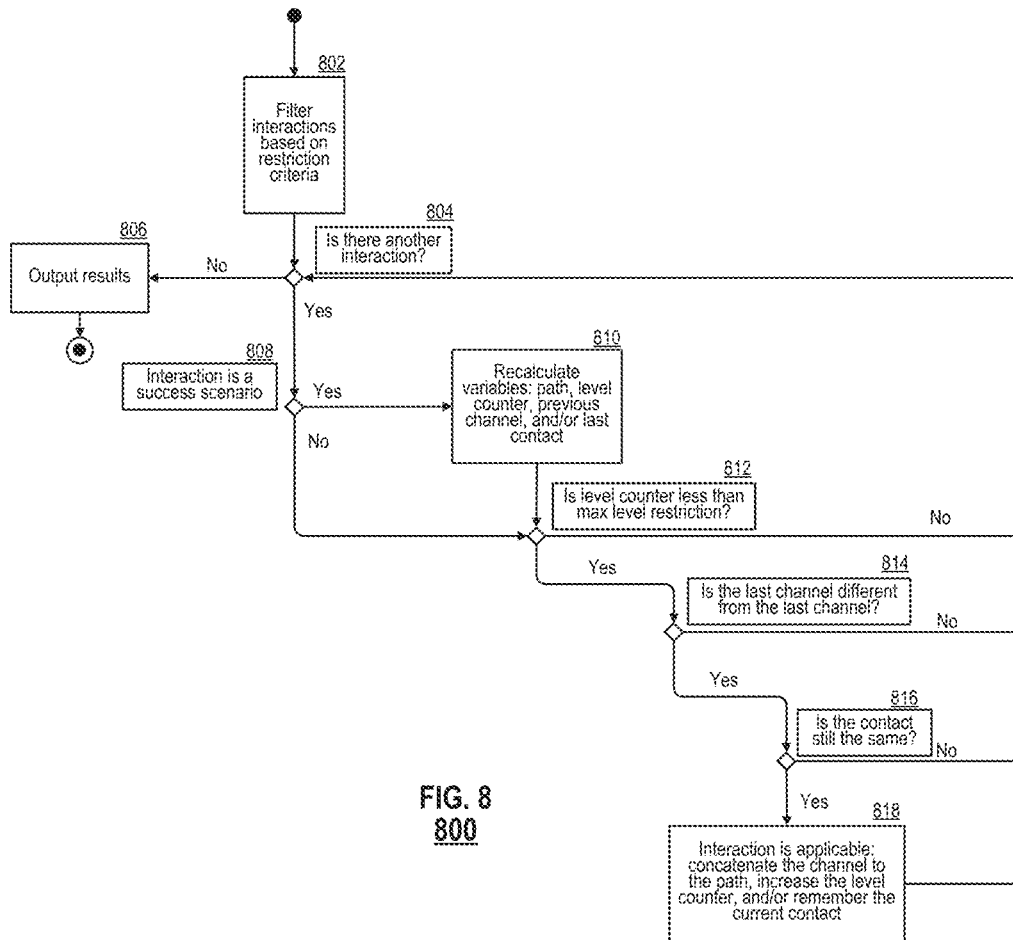 802
Filter
interactions
based on
restriction
criteria
804
Is there another
interaction?
806
Output results
No
Yes
808
Interaction is a
success scenario
Yes
No
810
Recalculate
variables: path, level
counter, previous
channel, and/or last
contact
812
Is level counter less than
max level restriction?
No
Yes
814
Is the last channel different
from the last channel?
No
Yes
816
Is the contact
still the same?
No
Yes
818
Interaction is applicable:
concatenate the channel to
the path, increase the level
counter, and/or remember the
current contact
FIG. 8
800